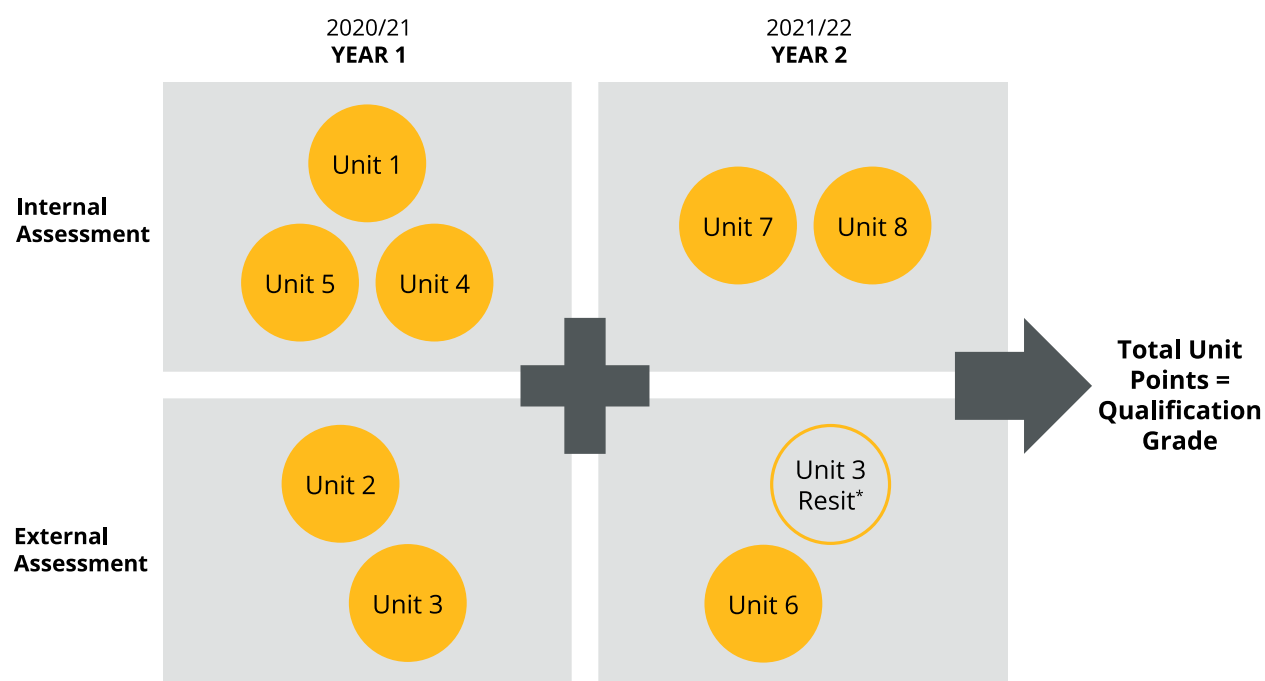 2020/21
YEAR 1
2021/22
YEAR 2
Internal
Assessment
Unit 1
Unit 5
Unit 4
Unit 7
Unit 8
External
Assessment
Unit 2
Unit 3
Unit 3
Resit*
Unit 6
Total Unit
Points =
Qualification
Grade